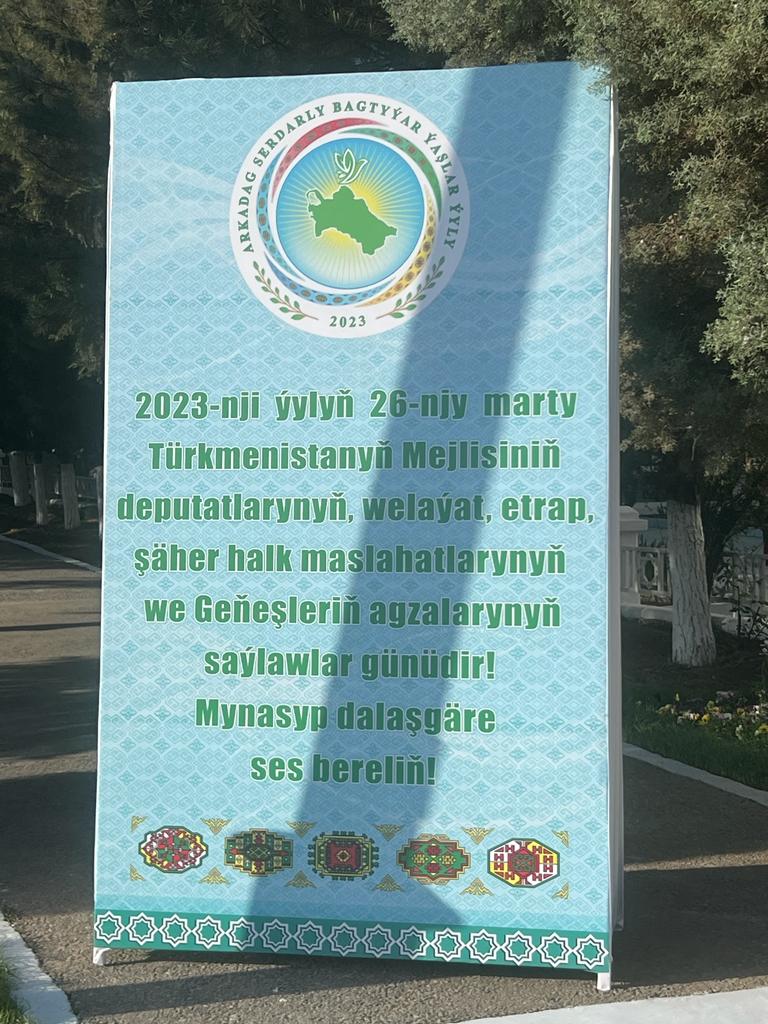 ARKADAG SERDARLY BAGTYÝAR ÝAŞLAR ÝYLY
2023
2023-nji ýylyň 26-njy marty
Türkmenistanyň Mejlisiniň
deputatlarynyň, welaýat, etrap,
şäher halk maslahatlarynyň
we Geňeşleriň agzalarynyň
saýlawlar günüdir!
Mynasyp dalaşgäre
ses bereliň!